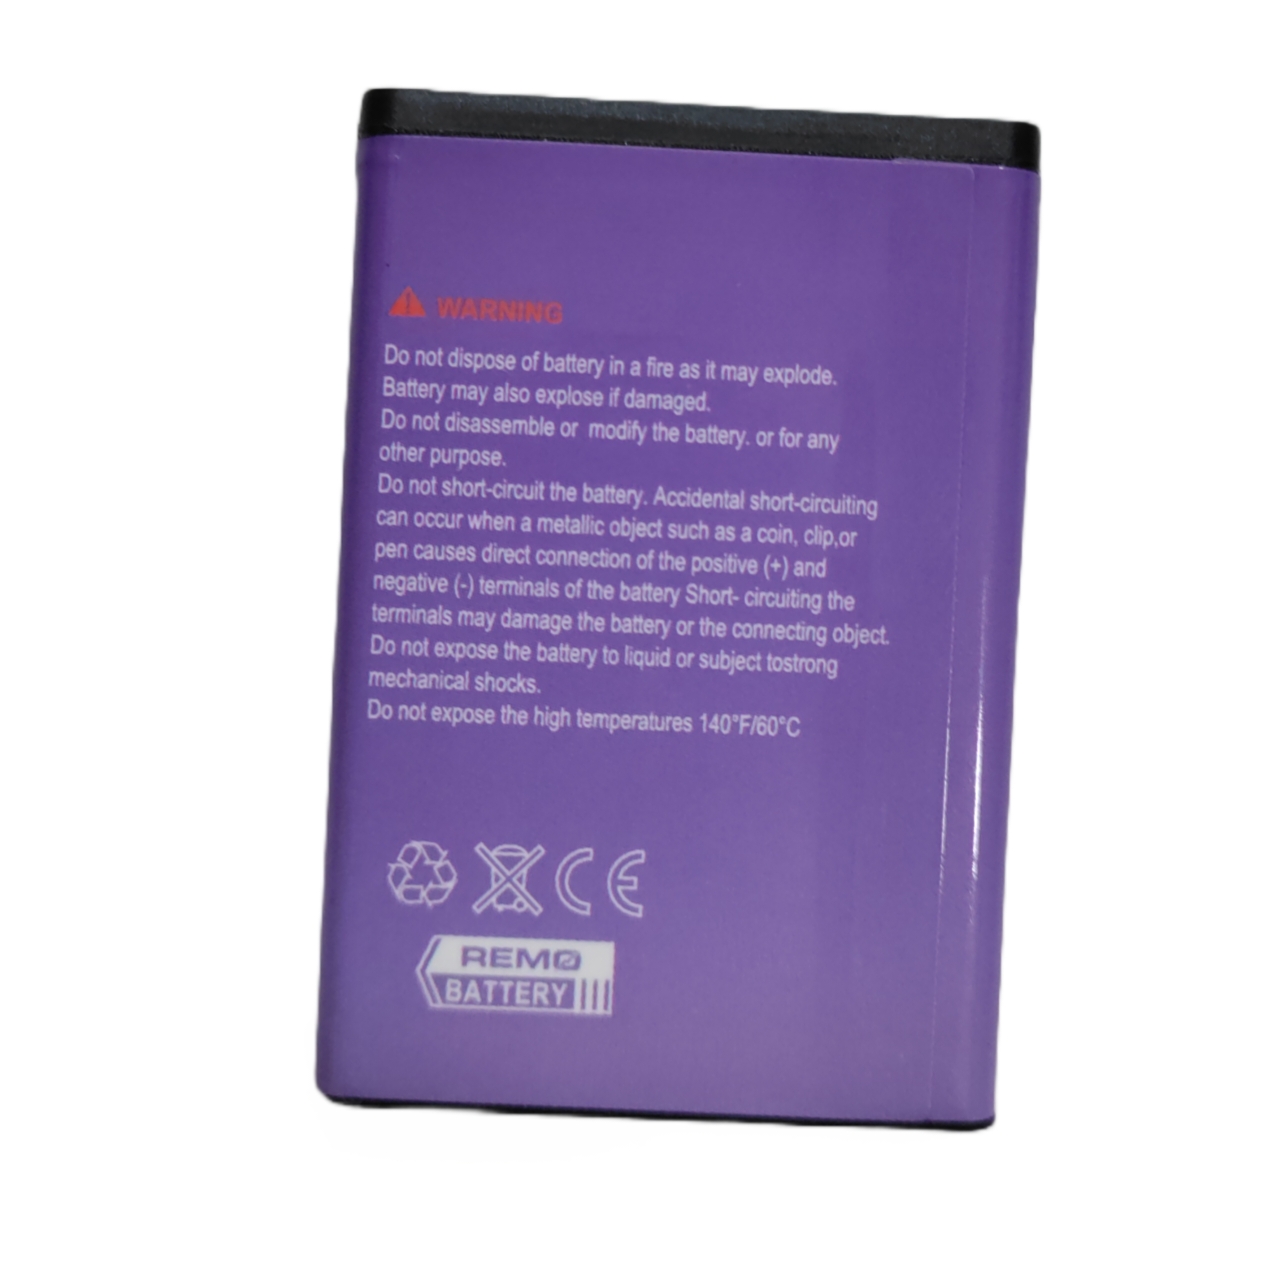 WARNING
Do not dispose of battery in a fire as it may explode.
Battery may also explose if damaged.
Do not disassemble or modify the battery. or for any
other purpose.
Do not short-circuit the battery. Accidental short-circuiting
can occur when a metallic object such as a coin, clip,or
pen causes direct connection of the positive (+) and
negative (-) terminals of the battery Short- circuiting the
terminals may damage the battery or the connecting object.
Do not expose the battery to liquid or subject tostrong
mechanical shocks.
Do not expose the high temperatures 140°F/60°C
CE
REMO
BATTERY